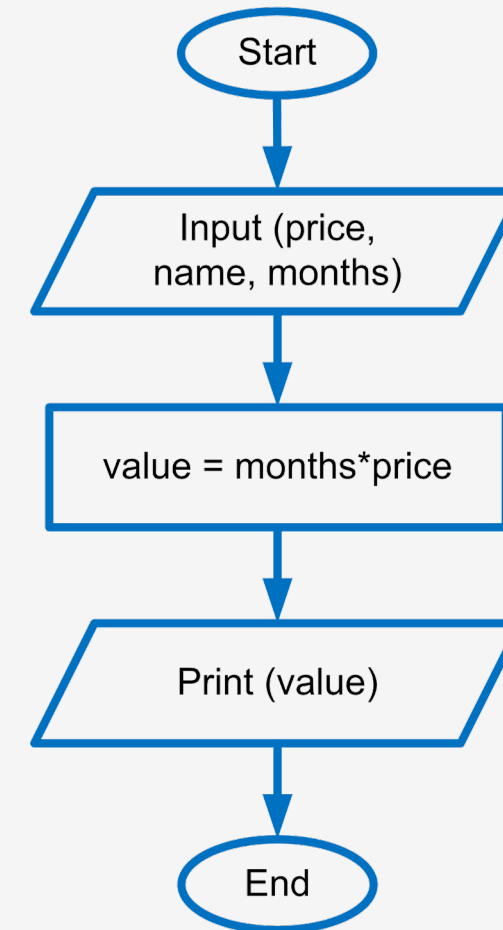 Start
Input (price,
name, months)
value = months*price
Print (value)
End